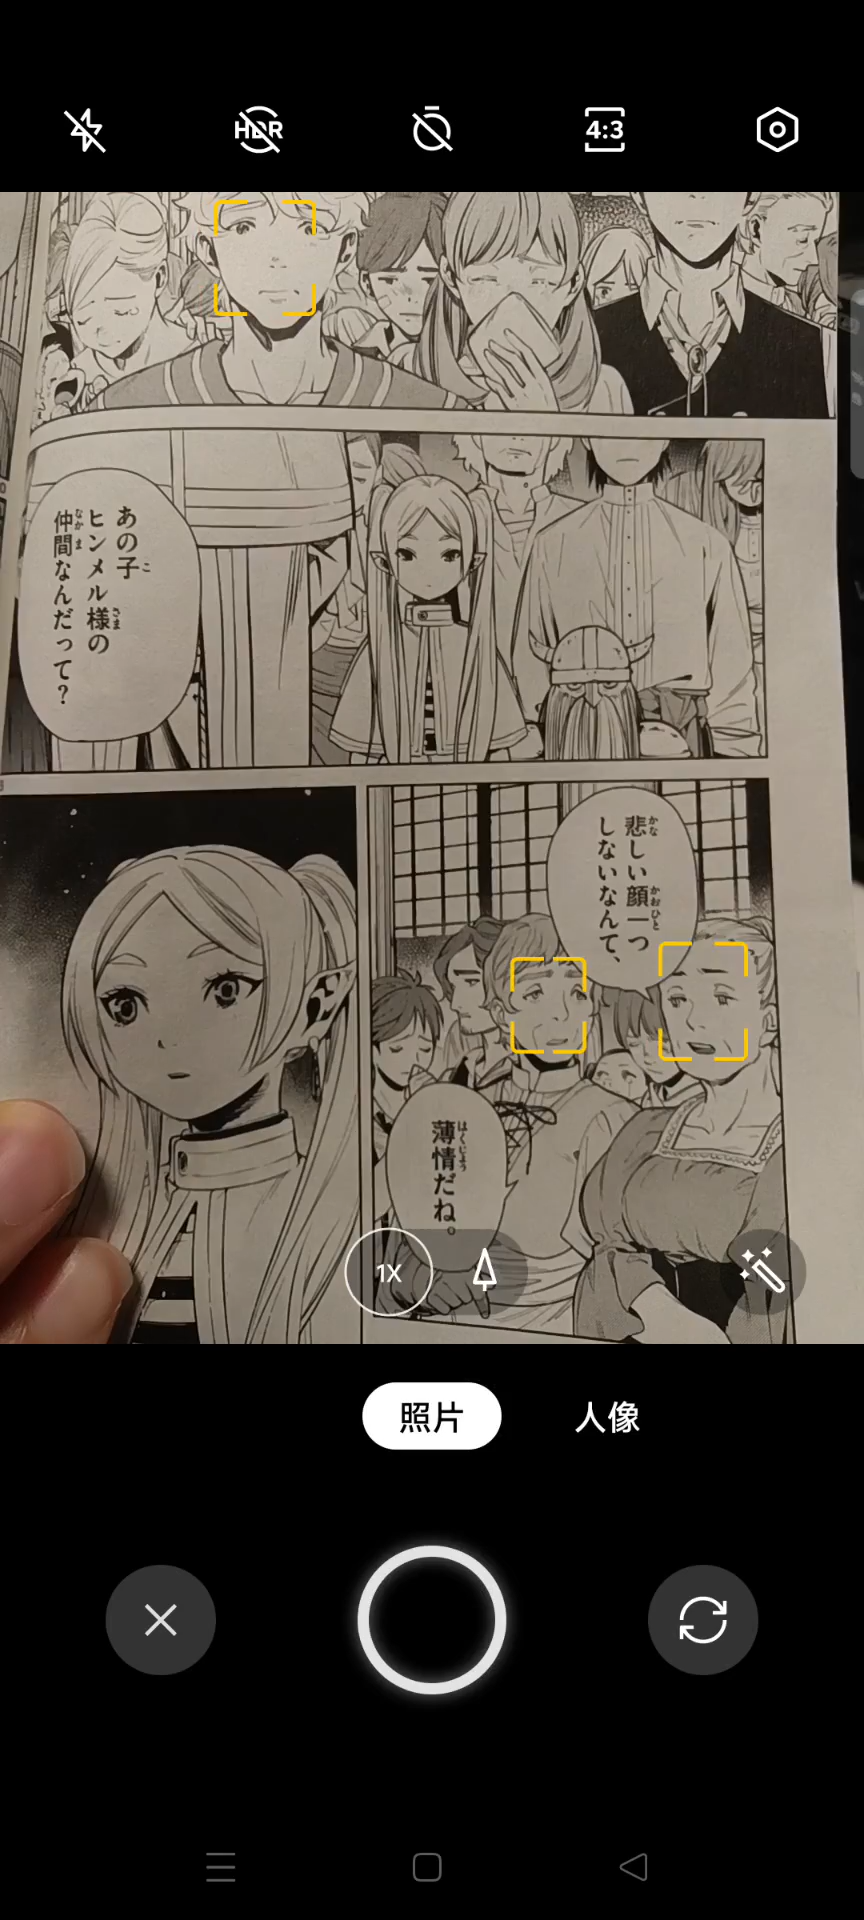 HDR
4:3
あの子
ヒンメル様の
仲間なんだって?
悲しい顔一つ
しないなんて、
薄情だね。
1X
照片
人像